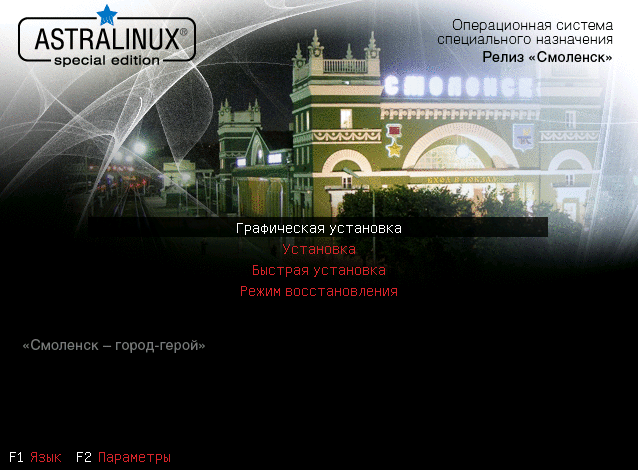 ASTRALINUX®
special edition
Операционная система
специального назначения
Релиз «Смоленск»
СМОЛЕНСК
ВХОД В ВОКЗАЛ
Графическая установка
Установка
Быстрая установка
Режим восстановления
«Смоленск – город-герой»
F1 Язык F2 Параметры